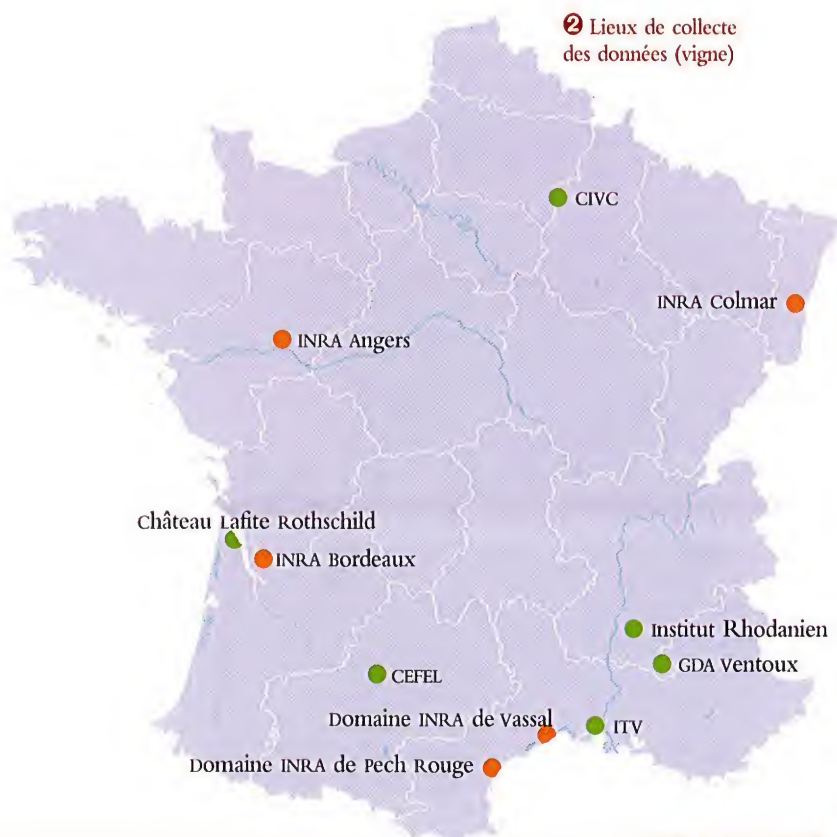 ❷ Lieux de collecte
des données (vigne)
CIVC
INRA Colmar
INRA Angers
Château Lafite Rothschild
INRA Bordeaux
Institut Rhodanien
GDA Ventoux
CEFEL
Domaine INRA de Vassal
ITV
Domaine INRA de Pech Rouge